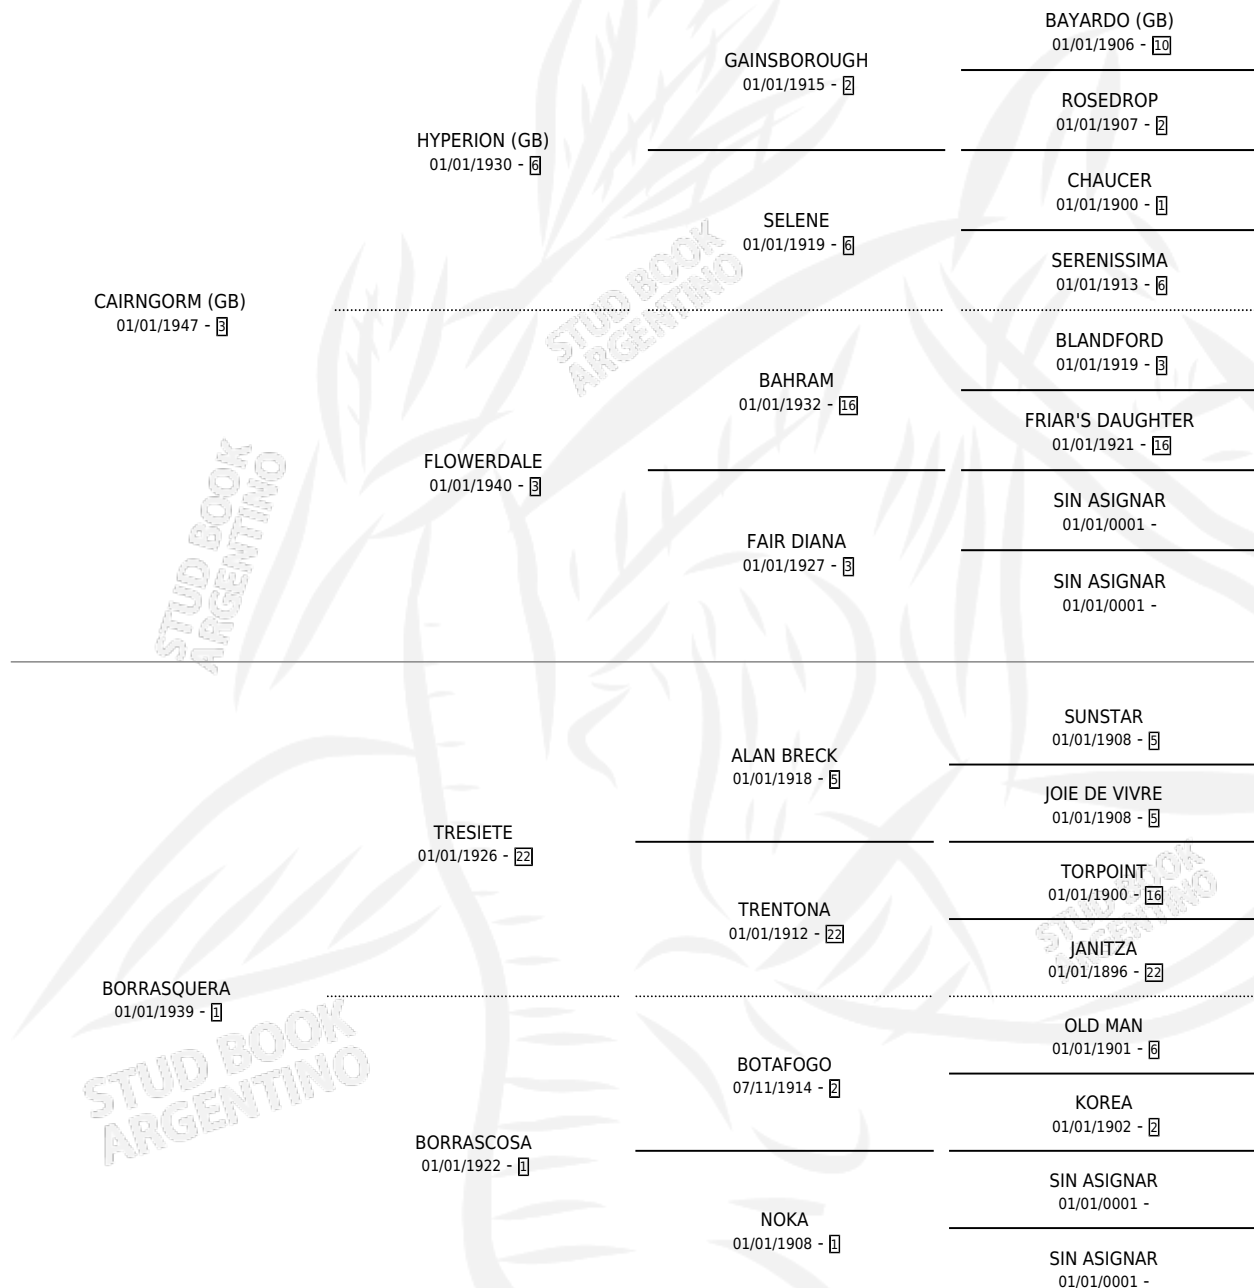 BAYARDO (GB)
01/01/1906 - 10
GAINSBOROUGH
01/01/1915 - 2
ROSEDROP
01/01/1907 - 2
HYPERION (GB)
01/01/1930 - 6
CHAUCER
01/01/1900 - 1
SELENE
01/01/1919 - 6
SERENISSIMA
01/01/1913 - 6
CAIRNGORM (GB)
01/01/1947 - 3
BLANDFORD
01/01/1919 - 3
BAHRAM
01/01/1932 - 16
FRIAR'S DAUGHTER
01/01/1921 - 16
FLOWERDALE
01/01/1940 - 3
SIN ASIGNAR
01/01/0001 -
FAIR DIANA
01/01/1927 - 3
SIN ASIGNAR
01/01/0001 -
SUNSTAR
01/01/1908 - 5
ALAN BRECK
01/01/1918 - 5
JOIE DE VIVRE
01/01/1908 - 5
TRESIETE
01/01/1926 - 22
TORPOINT
01/01/1900 - 16
TRENTONA
01/01/1912 - 22
JANITZA
01/01/1896 - 22
BORRASQUERA
01/01/1939 - 1
OLD MAN
01/01/1901 - 6
BOTAFOGO
07/11/1914 - 2
KOREA
01/01/1902 - 2
BORRASCOSA
01/01/1922 - 1
SIN ASIGNAR
01/01/0001 -
NOKA
01/01/1908 - 1
SIN ASIGNAR
01/01/0001 -
STUD BOOK
ARGENTINO
STUD BOOK
ARGENTINO
STUD BOOK
ARGENTINO
STUD BOOK
ARGENTINO